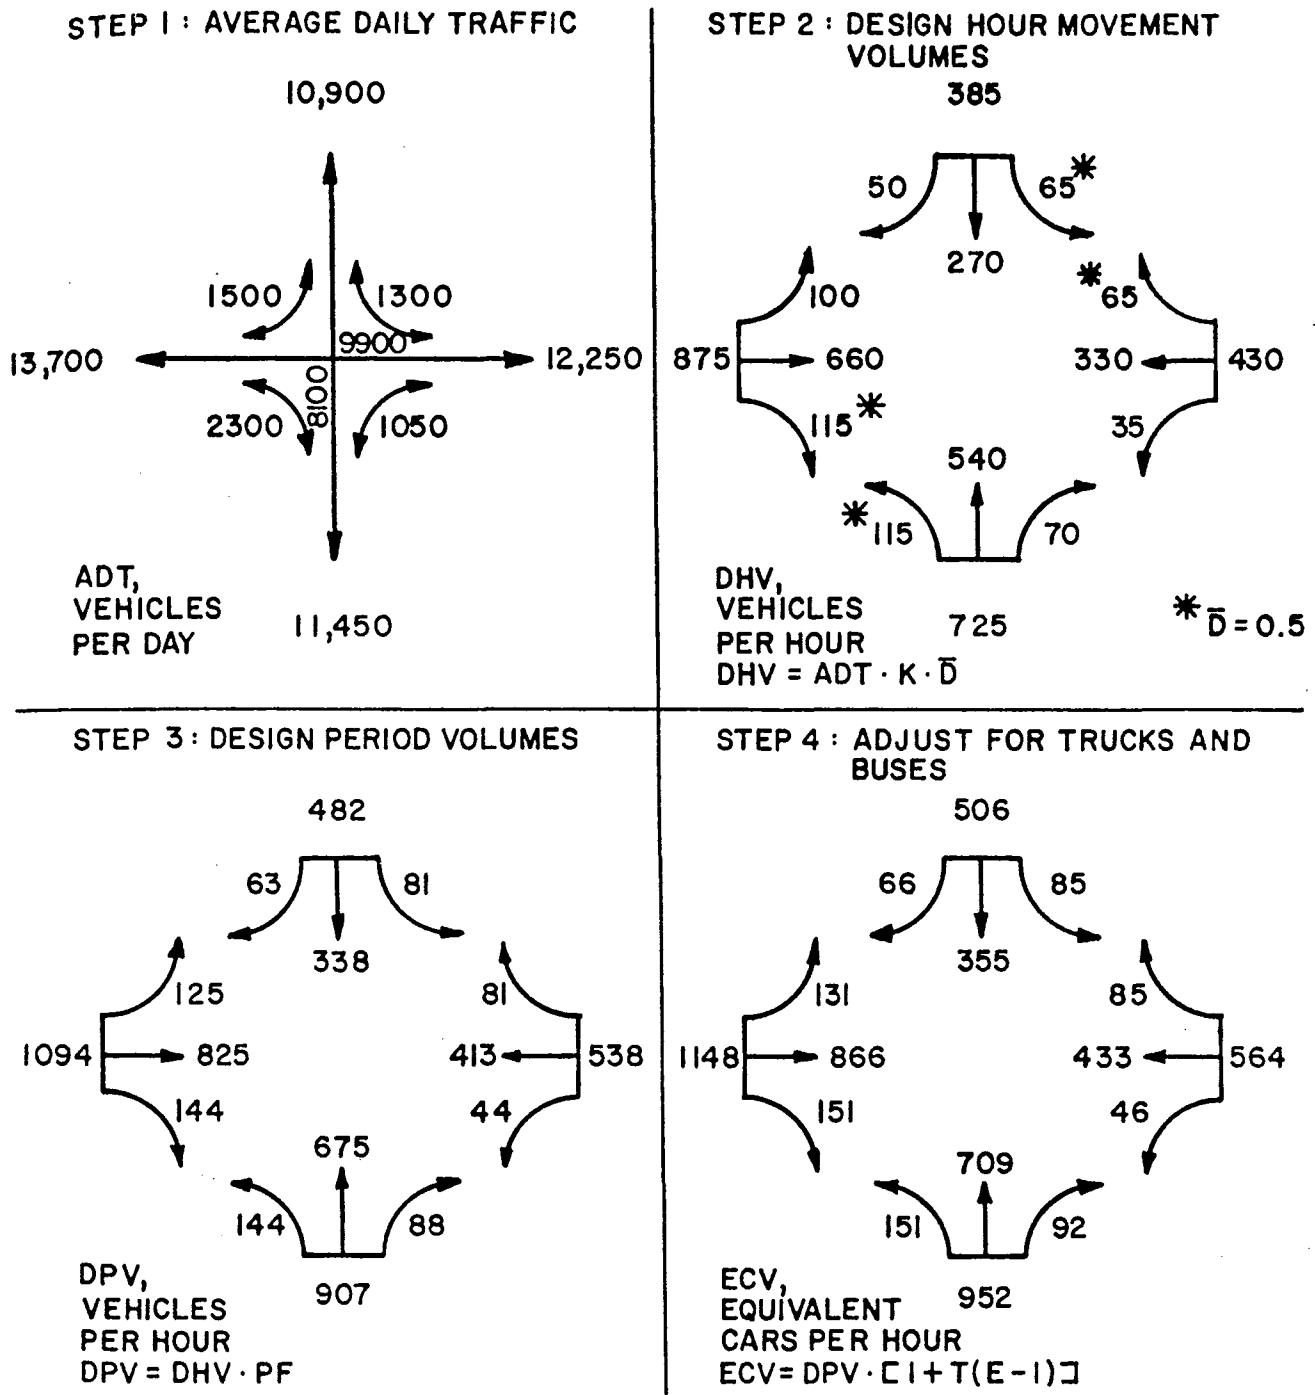 STEP 1: AVERAGE DAILY TRAFFIC
10,900
1500
1300
9900
13,700
12,250
8100
2300
1050
ADT,
VEHICLES
PER DAY
11,450
STEP 2: DESIGN HOUR MOVEMENT
VOLUMES
385
50
65*
270
100
*65
875
660
330
430
115*
35
540
*115
70
DHV,
VEHICLES
PER HOUR
DHV = ADT · K · D̅
725
* D̅ = 0.5
STEP 3: DESIGN PERIOD VOLUMES
482
63
81
338
125
81
1094
825
413
538
144
44
675
144
88
DPV,
VEHICLES
PER HOUR
DPV = DHV · PF
907
STEP 4: ADJUST FOR TRUCKS AND
BUSES
506
66
85
355
131
85
1148
866
433
564
151
46
709
151
92
ECV,
EQUIVALENT
CARS PER HOUR
ECV = DPV · [1 + T(E-1)]
952